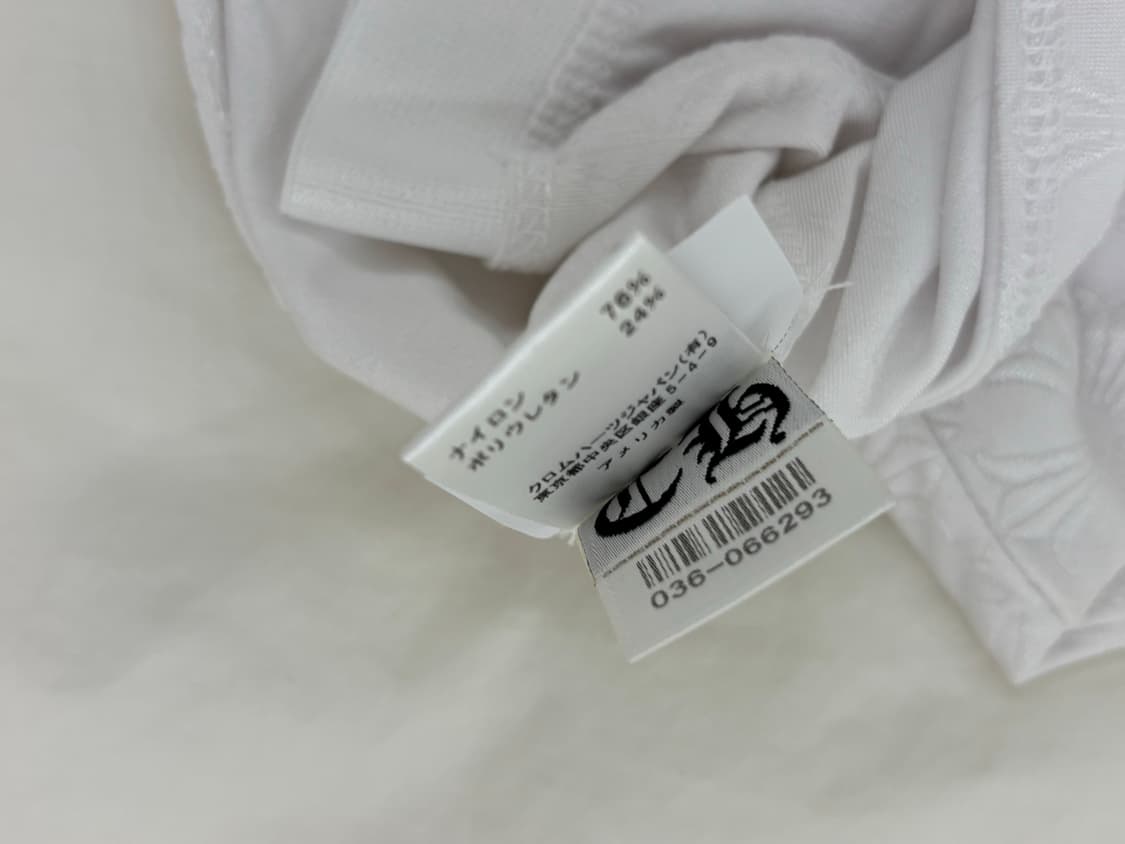 ナイロン 76%
ポリウレタン 24%
クロムハーツジャパン(有)
東京都中央区銀座5-4-9
アメリカ製
036-066293